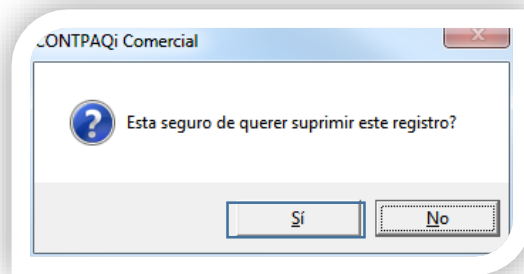 CONTPAQi Comercial
Esta seguro de querer suprimir este registro?
Sí
No